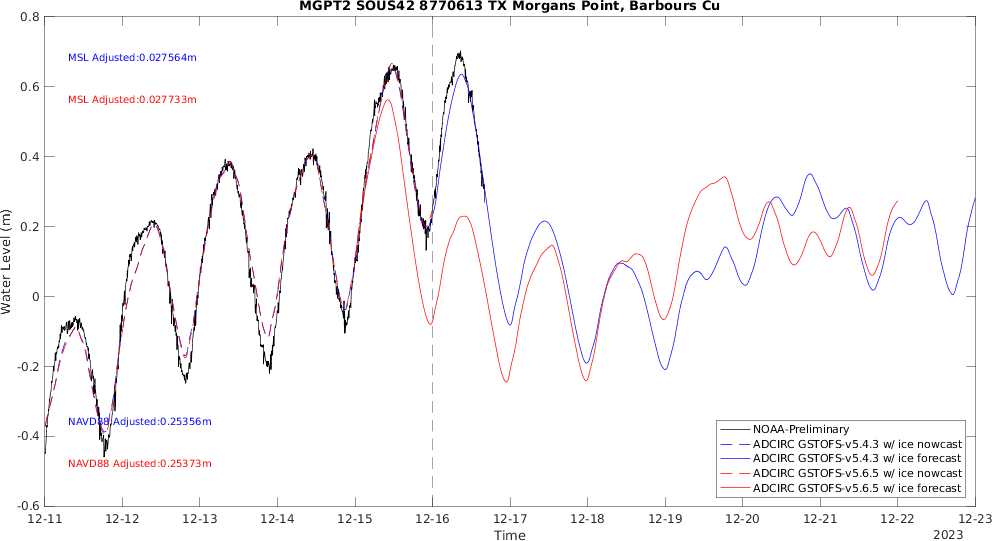 MGPT2 SOUS42 8770613 TX Morgans Point, Barbours Cu
Water Level (m)
0.8
0.6
0.4
0.2
0
-0.2
-0.4
-0.6
MSL Adjusted:0.027564m
MSL Adjusted:0.027733m
NAVD88 Adjusted:0.25356m
NAVD88 Adjusted:0.25373m
NOAA-Preliminary
ADCIRC GSTOFS-v5.4.3 w/ ice nowcast
ADCIRC GSTOFS-v5.4.3 w/ ice forecast
ADCIRC GSTOFS-v5.6.5 w/ ice nowcast
ADCIRC GSTOFS-v5.6.5 w/ ice forecast
12-11 12-12 12-13 12-14 12-15 12-16 12-17 12-18 12-19 12-20 12-21 12-22 12-23
Time
2023